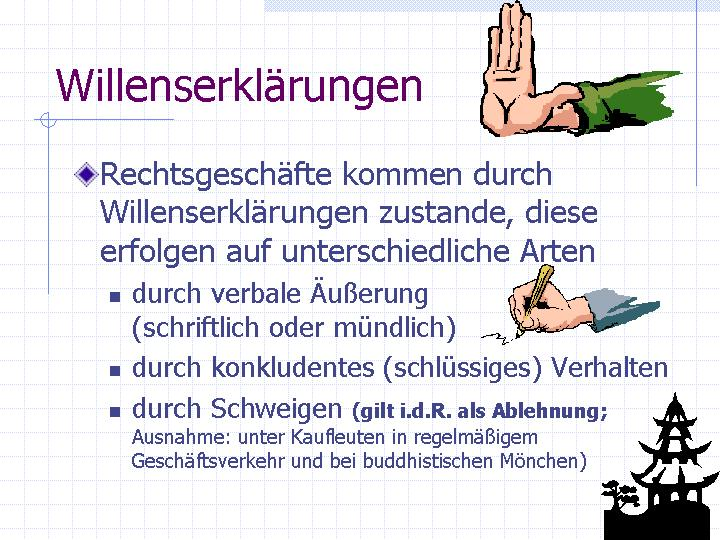 Willenserklärungen
Rechtsgeschäfte kommen durch
Willenserklärungen zustande, diese
erfolgen auf unterschiedliche Arten
durch verbale Äußerung
(schriftlich oder mündlich)
durch konkludentes (schlüssiges) Verhalten
durch Schweigen (gilt i.d.R. als Ablehnung;
Ausnahme: unter Kaufleuten in regelmäßigem
Geschäftsverkehr und bei buddhistischen Mönchen)